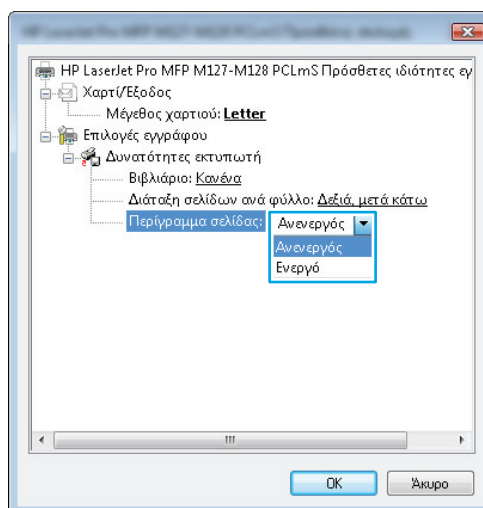 HP LaserJet Pro MFP M127-M128 PCLmS Πρόσθετες ιδιότητες εγ
Χαρτί/Έξοδος
Μέγεθος χαρτιού: Letter
Επιλογές εγγράφου
Δυνατότητες εκτυπωτή
Βιβλιάριο: Κανένα
Διάταξη σελίδων ανά φύλλο: Δεξιά, μετά κάτω
Περίγραμμα σελίδας: Ανενεργός
Ανενεργός
Ενεργό
OK Άκυρο